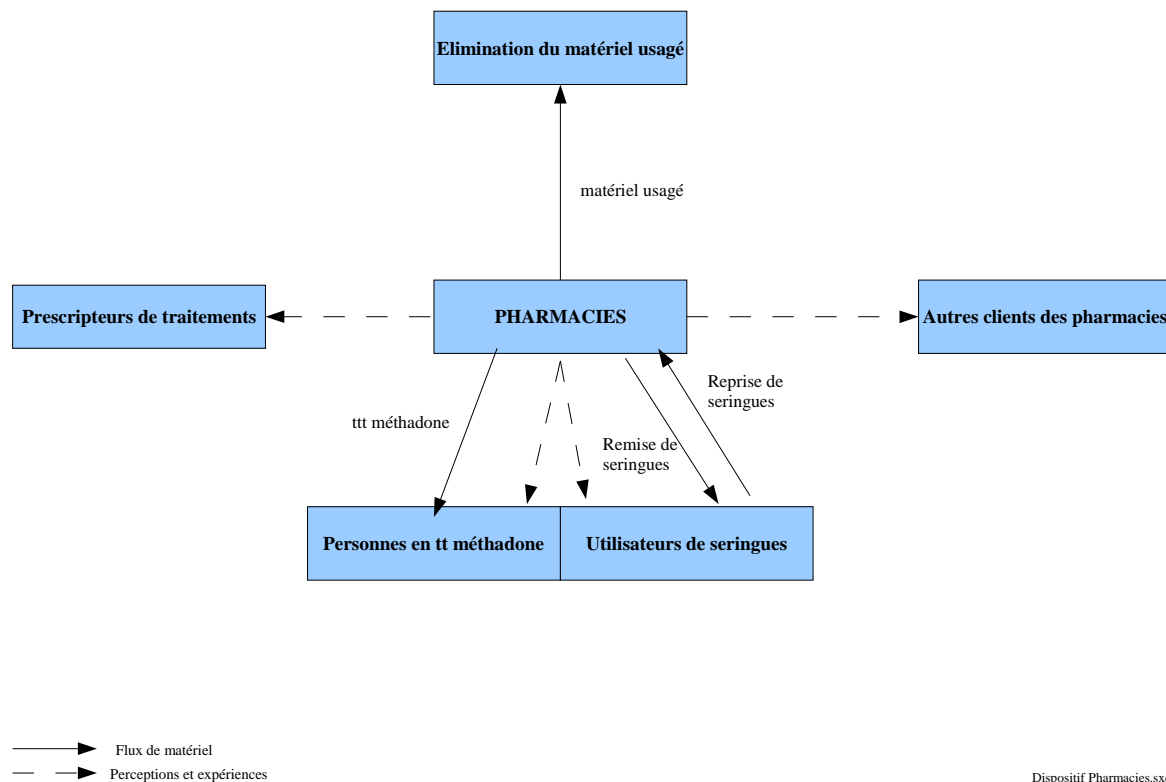 Elimination du matériel usagé
matériel usagé
Prescripteurs de traitements
PHARMACIES
Autres clients des pharmacies
Reprise de
seringues
ttt méthadone
Remise de
seringues
Personnes en tt méthadone
Utilisateurs de seringues
Flux de matériel
Perceptions et expériences